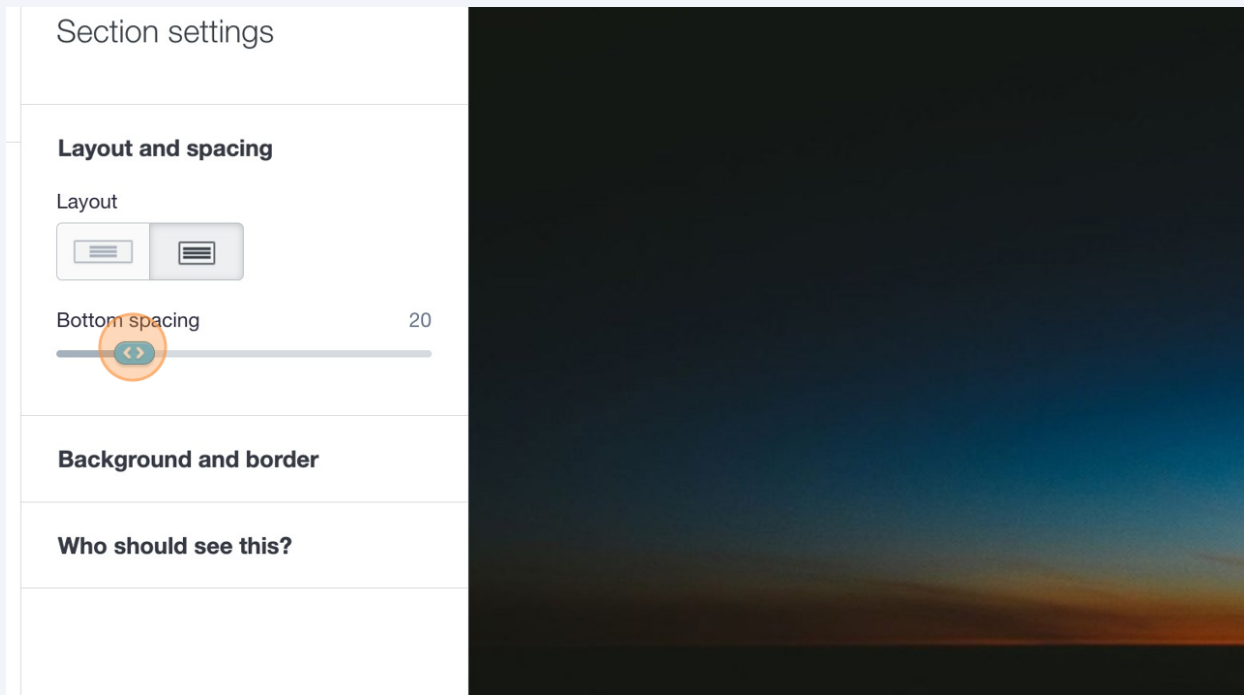 Section settings
Layout and spacing
Layout
Bottom spacing 20
Background and border
Who should see this?